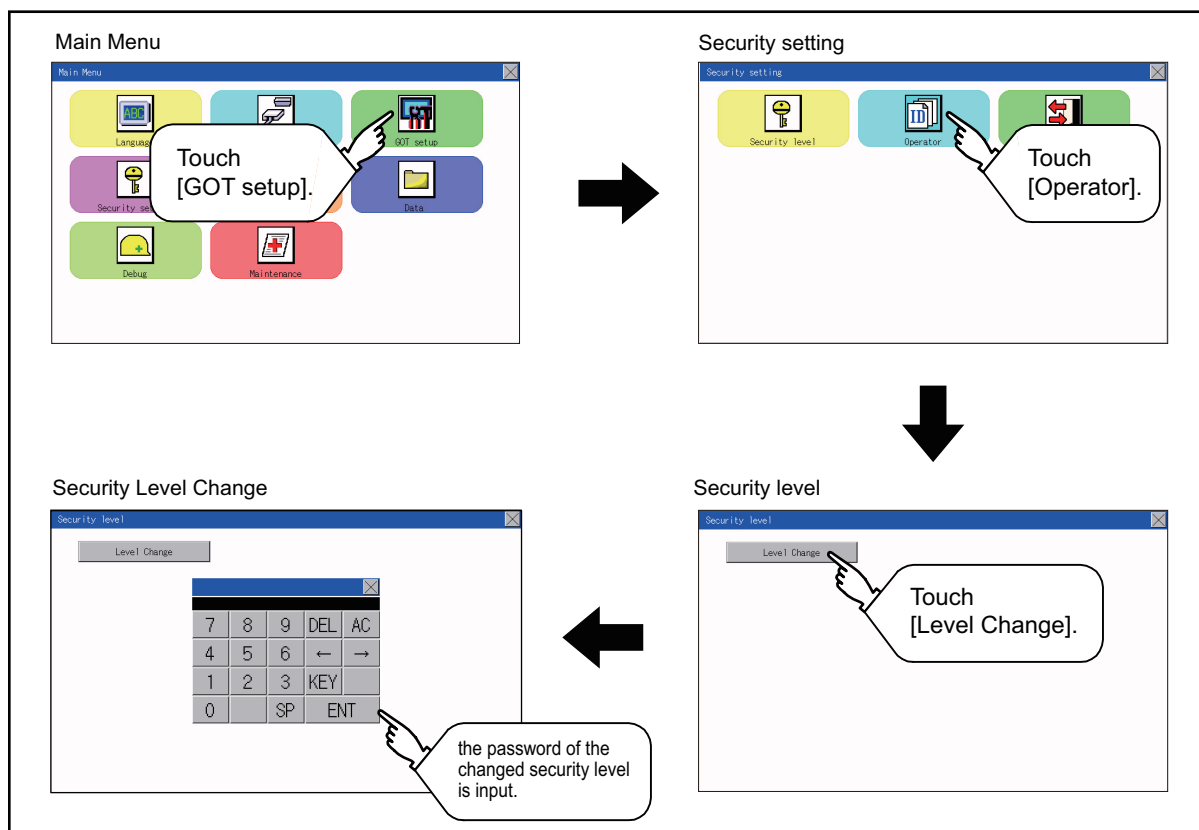 Main Menu
Main Menu
ABC
Languag
GOT setup
Touch
[GOT setup].
Security se
Data
Debug
Maintenance
Security setting
Security setting
Security level
ID
Operator
Touch
[Operator].
Security level
Security level
Level Change
Touch
[Level Change].
Security Level Change
Security level
Level Change
7 8 9 DEL AC
4 5 6 ← →
1 2 3 KEY
0 SP ENT
the password of the
changed security level
is input.